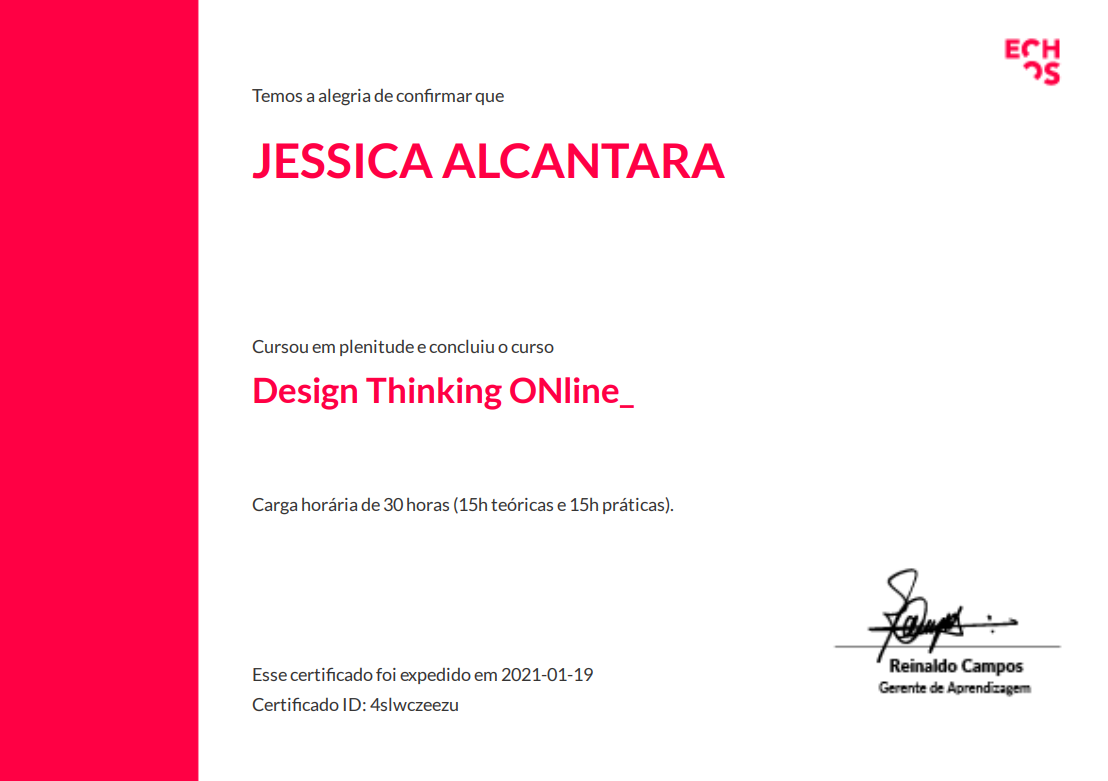 ECH
OS
Temos a alegria de confirmar que
JESSICA ALCANTARA
Cursou em plenitude e concluiu o curso
Design Thinking ONline_
Carga horária de 30 horas (15h teóricas e 15h práticas).
Esse certificado foi expedido em 2021-01-19
Certificado ID: 4slwczeezu
Reinaldo Campos
Gerente de Aprendizagem